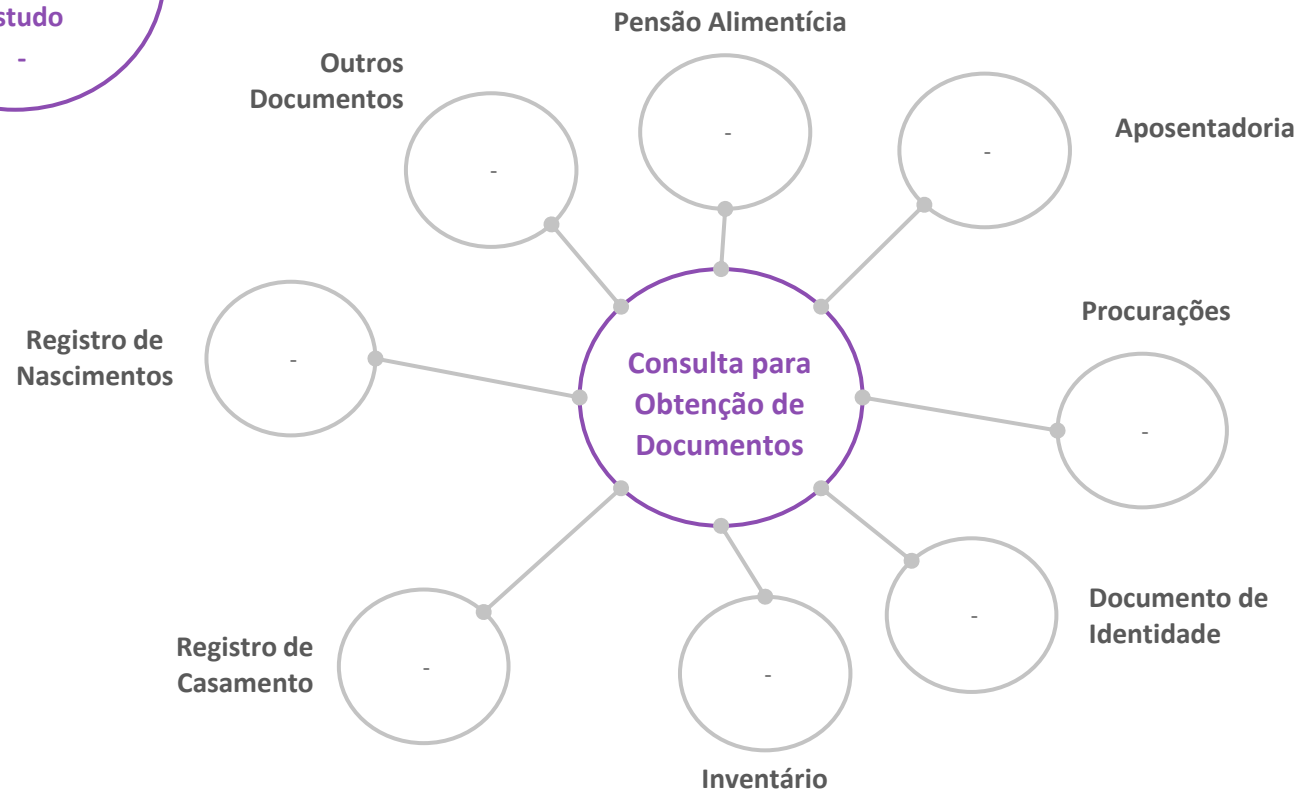 studo
-
Pensão Alimentícia
-
Outros
Documentos
-
Aposentadoria
-
Registro de
Nascimentos
-
Procurações
-
Consulta para
Obtenção de
Documentos
Documento de
Identidade
-
Registro de
Casamento
-
Inventário
-